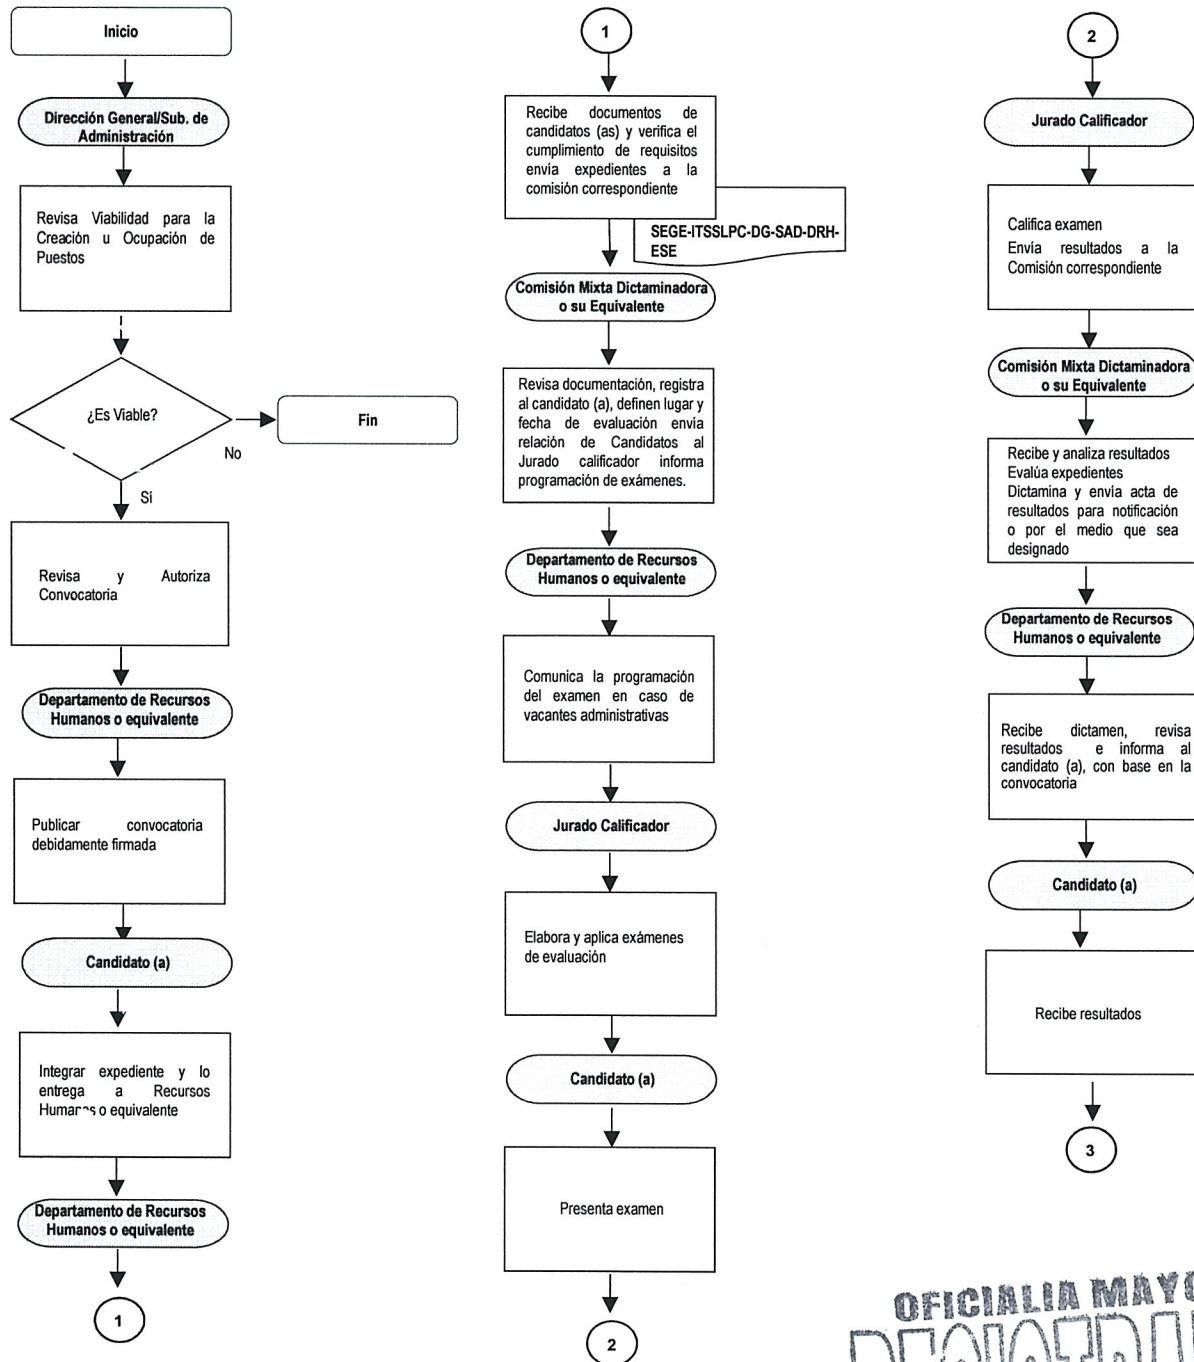 Inicio
Dirección General/Sub. de
Administración
Revisa Viabilidad para la
Creación u Ocupación de
Puestos
¿Es Viable?
No
Fin
Sí
Revisa y Autoriza
Convocatoria
Departamento de Recursos
Humanos o equivalente
Publicar convocatoria
debidamente firmada
Candidato (a)
Integrar expediente y lo
entrega a Recursos
Humanos o equivalente
Departamento de Recursos
Humanos o equivalente
1
1
Recibe documentos de
candidatos (as) y verifica el
cumplimiento de requisitos
envía expedientes a la
comisión correspondiente
SEGE-ITSSLPC-DG-SAD-DRH-
ESE
Comisión Mixta Dictaminadora
o su Equivalente
Revisa documentación, registra
al candidato (a), definen lugar y
fecha de evaluación envia
relación de Candidatos al
Jurado calificador informa
programación de exámenes.
Departamento de Recursos
Humanos o equivalente
Comunica la programación
del examen en caso de
vacantes administrativas
Jurado Calificador
Elabora y aplica exámenes
de evaluación
Candidato (a)
Presenta examen
2
2
Jurado Calificador
Califica examen
Envía resultados a la
Comisión correspondiente
Comisión Mixta Dictaminadora
o su Equivalente
Recibe y analiza resultados
Evalúa expedientes
Dictamina y envía acta de
resultados para notificación
o por el medio que sea
designado
Departamento de Recursos
Humanos o equivalente
Recibe dictamen, revisa
resultados e informa al
candidato (a), con base en la
convocatoria
Candidato (a)
Recibe resultados
3
OFICIALIA MAYO